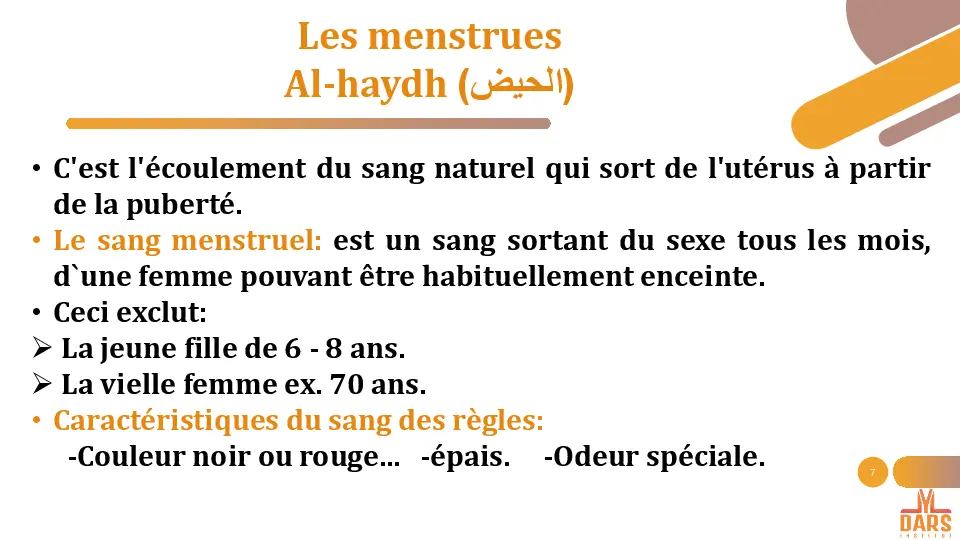 Les menstrues
Al-haydh (الحيض)
• C'est l'écoulement du sang naturel qui sort de l'utérus à partir
de la puberté.
• Le sang menstruel: est un sang sortant du sexe tous les mois,
d`une femme pouvant être habituellement enceinte.
• Ceci exclut:
➢ La jeune fille de 6 - 8 ans.
➢ La vielle femme ex. 70 ans.
• Caractéristiques du sang des règles:
-Couleur noir ou rouge... -épais. -Odeur spéciale.
7
DARS
INSTITUT